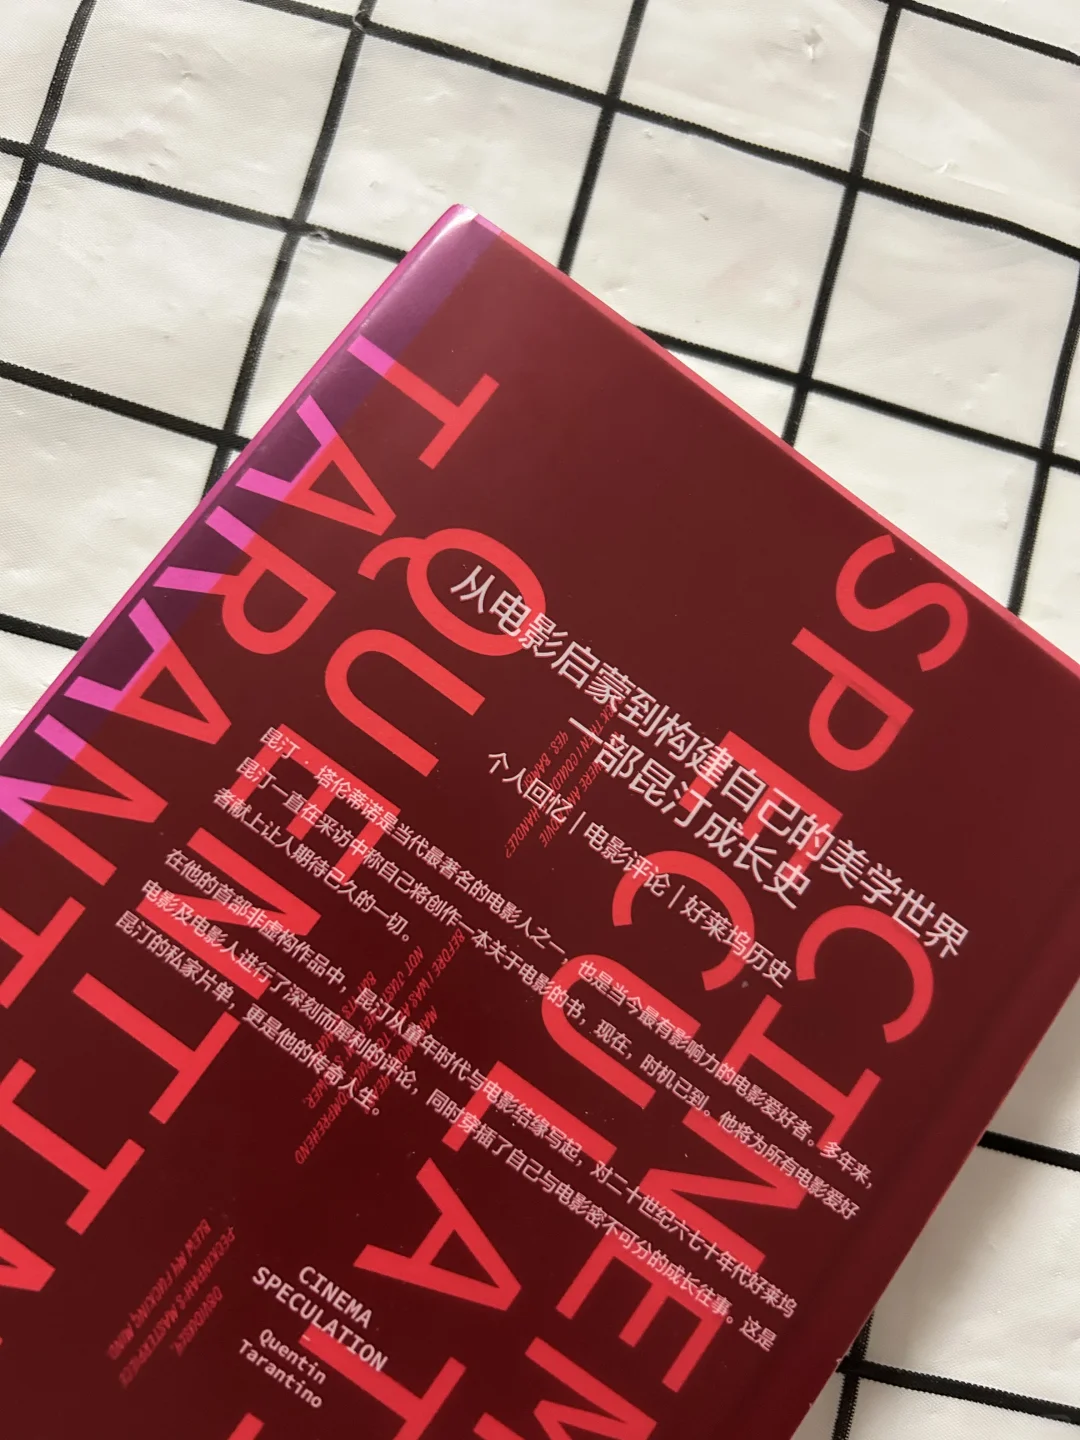 QUENTIN
TARANTIN
CINEM
SPECULAT
从电影启蒙到构建自己的美学世界
一部昆汀成长史
个人回忆 | 电影评论 | 好莱坞历史
昆汀·塔伦蒂诺是当代最著名的电影人之一，也是当今最有影响力的电影爱好者。多年来，
昆汀一直在采访中称自己将创作一本关于电影的书，现在，时机已到。他将为所有电影爱好
者献上让人期待已久的一切。
在他的首部非虚构作品中，昆汀从童年时代与电影结缘写起，对二十世纪六七十年代好莱坞
电影及电影人进行了深刻而犀利的评论，同时穿插了自己与电影密不可分的成长往事。这是
昆汀的私家片单，更是他的传奇人生。
CINEMA
SPECULATION
Quentin
Tarantino